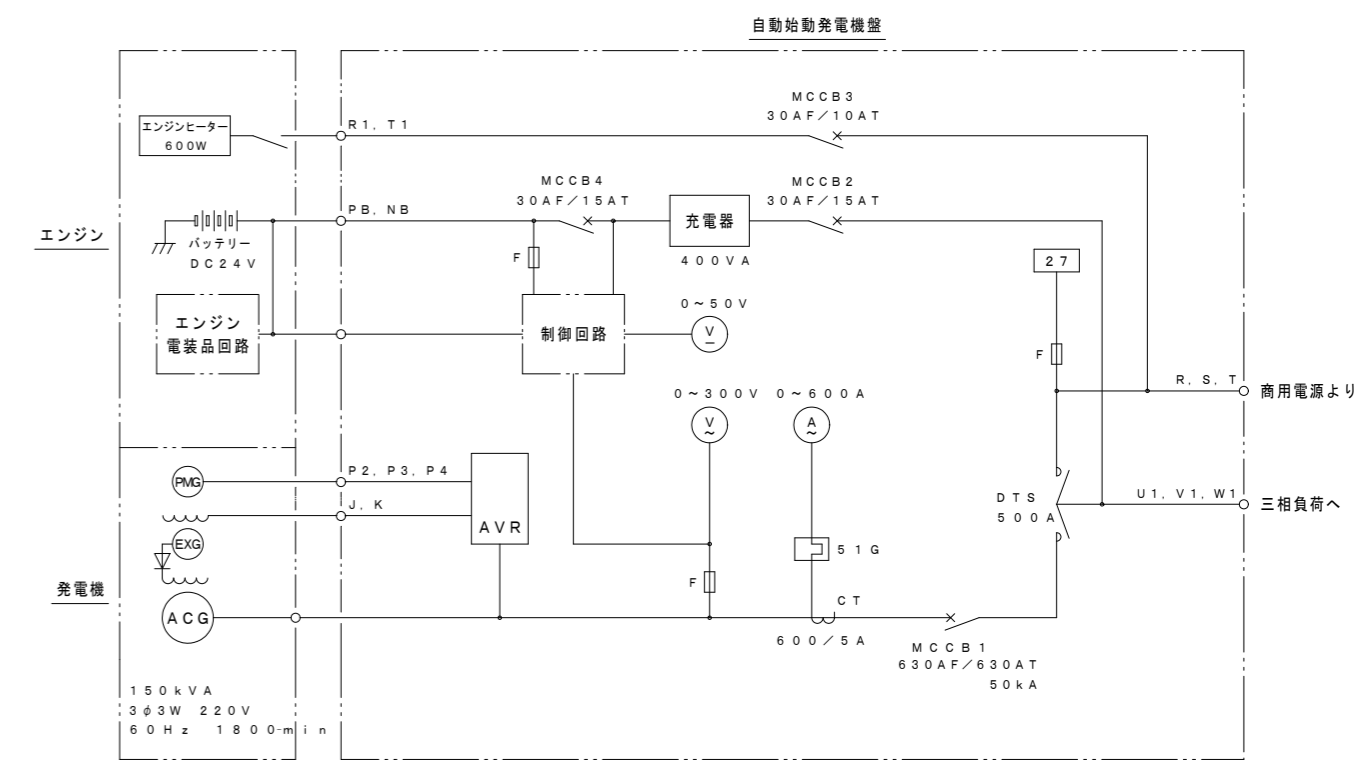 自動始動発電機盤
MCCB3
30AF/10AT
エンジンヒーター
600W
R1, T1
MCCB4
30AF/15AT
MCCB2
30AF/15AT
PB, NB
充電器
400VA
エンジン
バッテリー
DC24V
F
27
エンジン
電装品回路
制御回路
0~50V
V
F
R, S, T
商用電源より
0~300V
0~600A
V
~
A
~
PMG
P2, P3, P4
J, K
AVR
EXG
DTS
500A
U1, V1, W1
三相負荷へ
51G
発電機
F
ACG
CT
600/5A
MCCB1
630AF/630AT
50kA
150kVA
3φ3W 220V
60Hz 1800-min